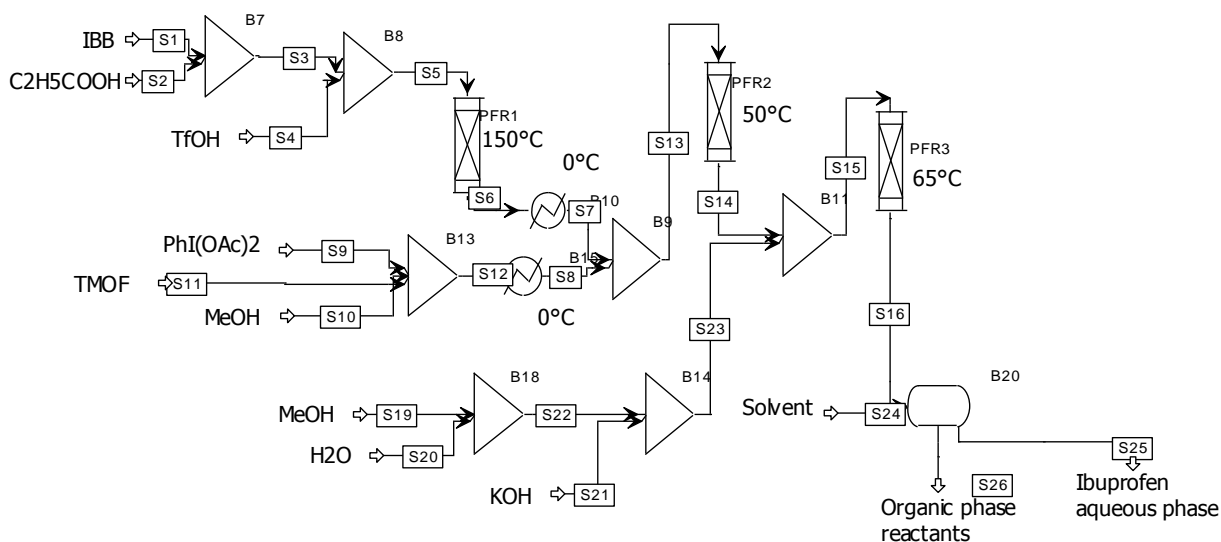 IBB
S1
B7
C2H5COOH
S2
S3
B8
S5
TfOH
S4
PFR1
150°C
S6
0°C
S7
B10
B9
S13
PFR2
50°C
S14
B11
S15
PFR3
65°C
PhI(OAc)2
S9
B13
TMOF
S11
S12
S8
MeOH
S10
0°C
S23
S16
MeOH
S19
B18
S22
B14
H2O
S20
KOH
S21
Solvent
S24
B20
S25
S26
Organic phase
reactants
Ibuprofen
aqueous phase